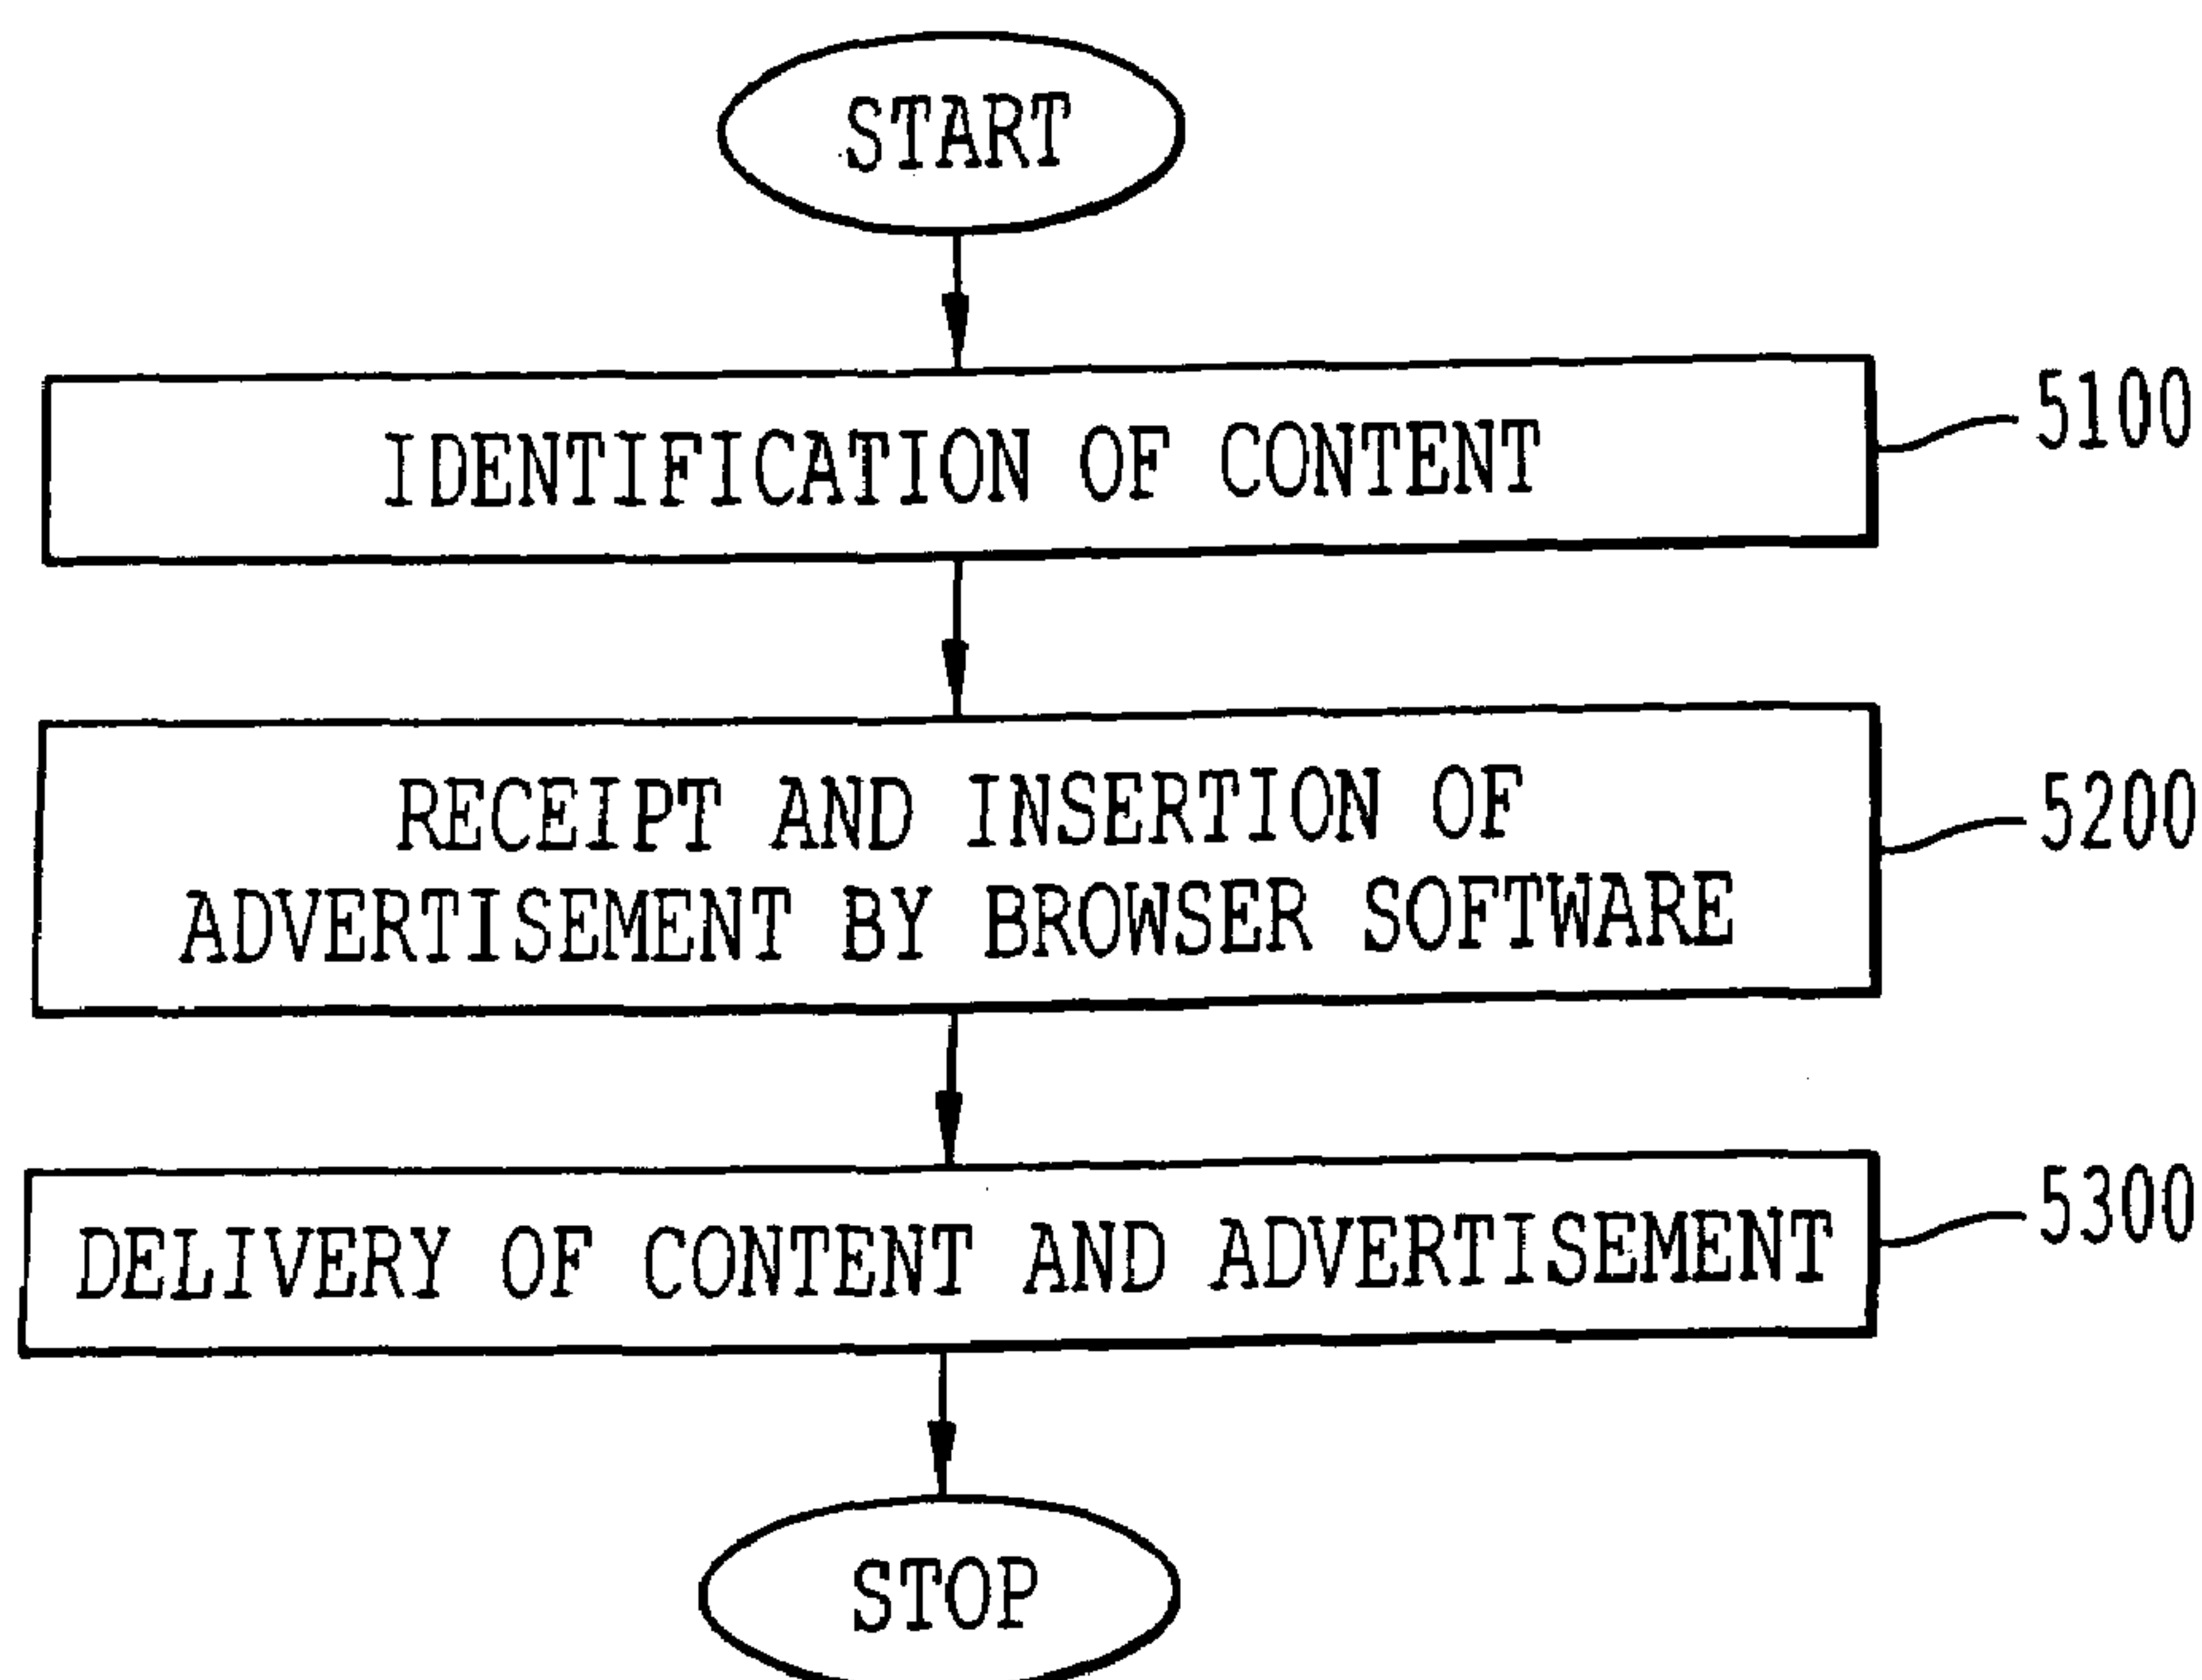 START
IDENTIFICATION OF CONTENT
5100
RECEIPT AND INSERTION OF
ADVERTISEMENT BY BROWSER SOFTWARE
5200
DELIVERY OF CONTENT AND ADVERTISEMENT
5300
STOP